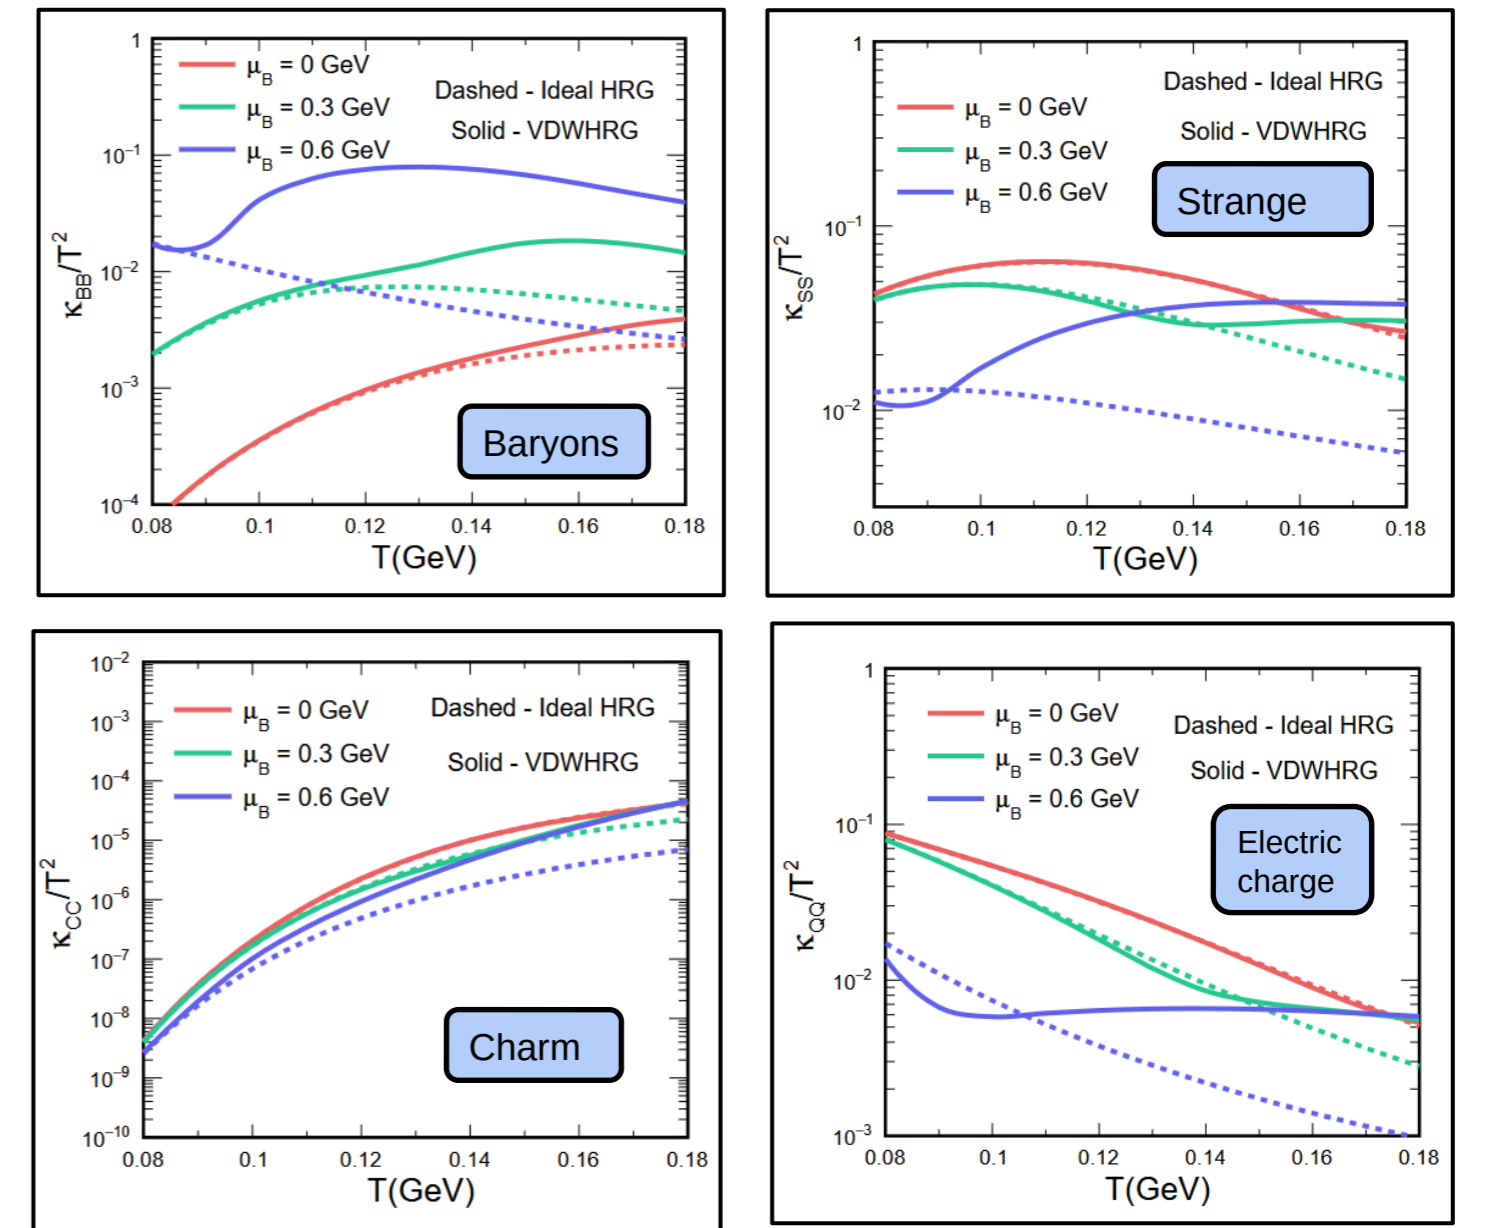 1
μB = 0 GeV
Dashed - Ideal HRG
μB = 0.3 GeV
Solid - VDWHRG
μB = 0.6 GeV
10−1
κBB/T2
10−2
10−3
Baryons
10−4
0.08 0.1 0.12 0.14 0.16 0.18
T(GeV)
1
Dashed - Ideal HRG
μB = 0 GeV
Solid - VDWHRG
μB = 0.3 GeV
μB = 0.6 GeV
Strange
10−1
κSS/T2
10−2
0.08 0.1 0.12 0.14 0.16 0.18
T(GeV)
10−2
μB = 0 GeV
Dashed - Ideal HRG
10−3
μB = 0.3 GeV
Solid - VDWHRG
10−4
μB = 0.6 GeV
10−5
κCC/T2
10−6
10−7
10−8
Charm
10−9
10−10
0.08 0.1 0.12 0.14 0.16 0.18
T(GeV)
1
μB = 0 GeV
Dashed - Ideal HRG
μB = 0.3 GeV
Solid - VDWHRG
μB = 0.6 GeV
10−1
Electric
charge
κQQ/T2
10−2
10−3
0.08 0.1 0.12 0.14 0.16 0.18
T(GeV)